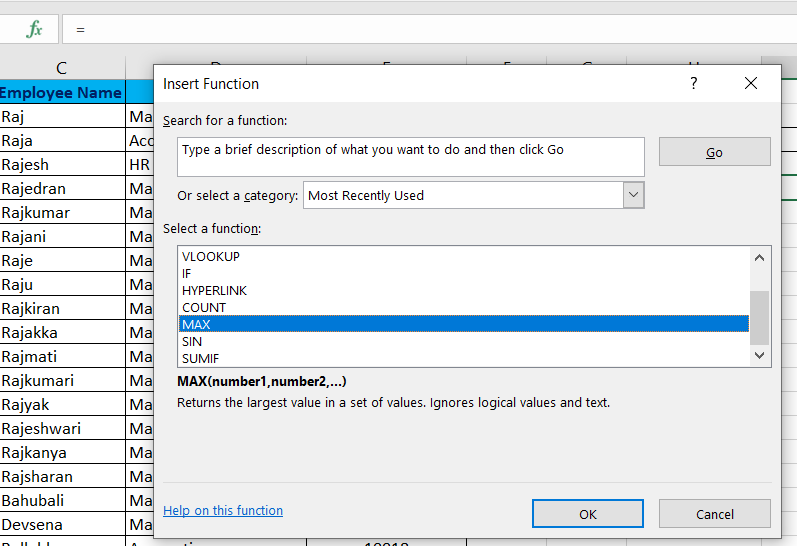 fx =
C
Employee Name
Raj Ma
Raja Acc
Rajesh HR
Rajedran Ma
Rajkumar Ma
Rajani Ma
Raje Ma
Raju Ma
Rajkiran Ma
Rajakka Ma
Rajmati Ma
Rajkumari Ma
Rajyak Ma
Rajeshwari Ma
Rajkanya Ma
Rajsharan Ma
Bahubali Ma
Devsena Ma
Insert Function ?
Search for a function:
Type a brief description of what you want to do and then click Go
Go
Or select a category: Most Recently Used
Select a function:
VLOOKUP
IF
HYPERLINK
COUNT
MAX
SIN
SUMIF
MAX(number1,number2,...)
Returns the largest value in a set of values. Ignores logical values and text.
Help on this function
OK Cancel